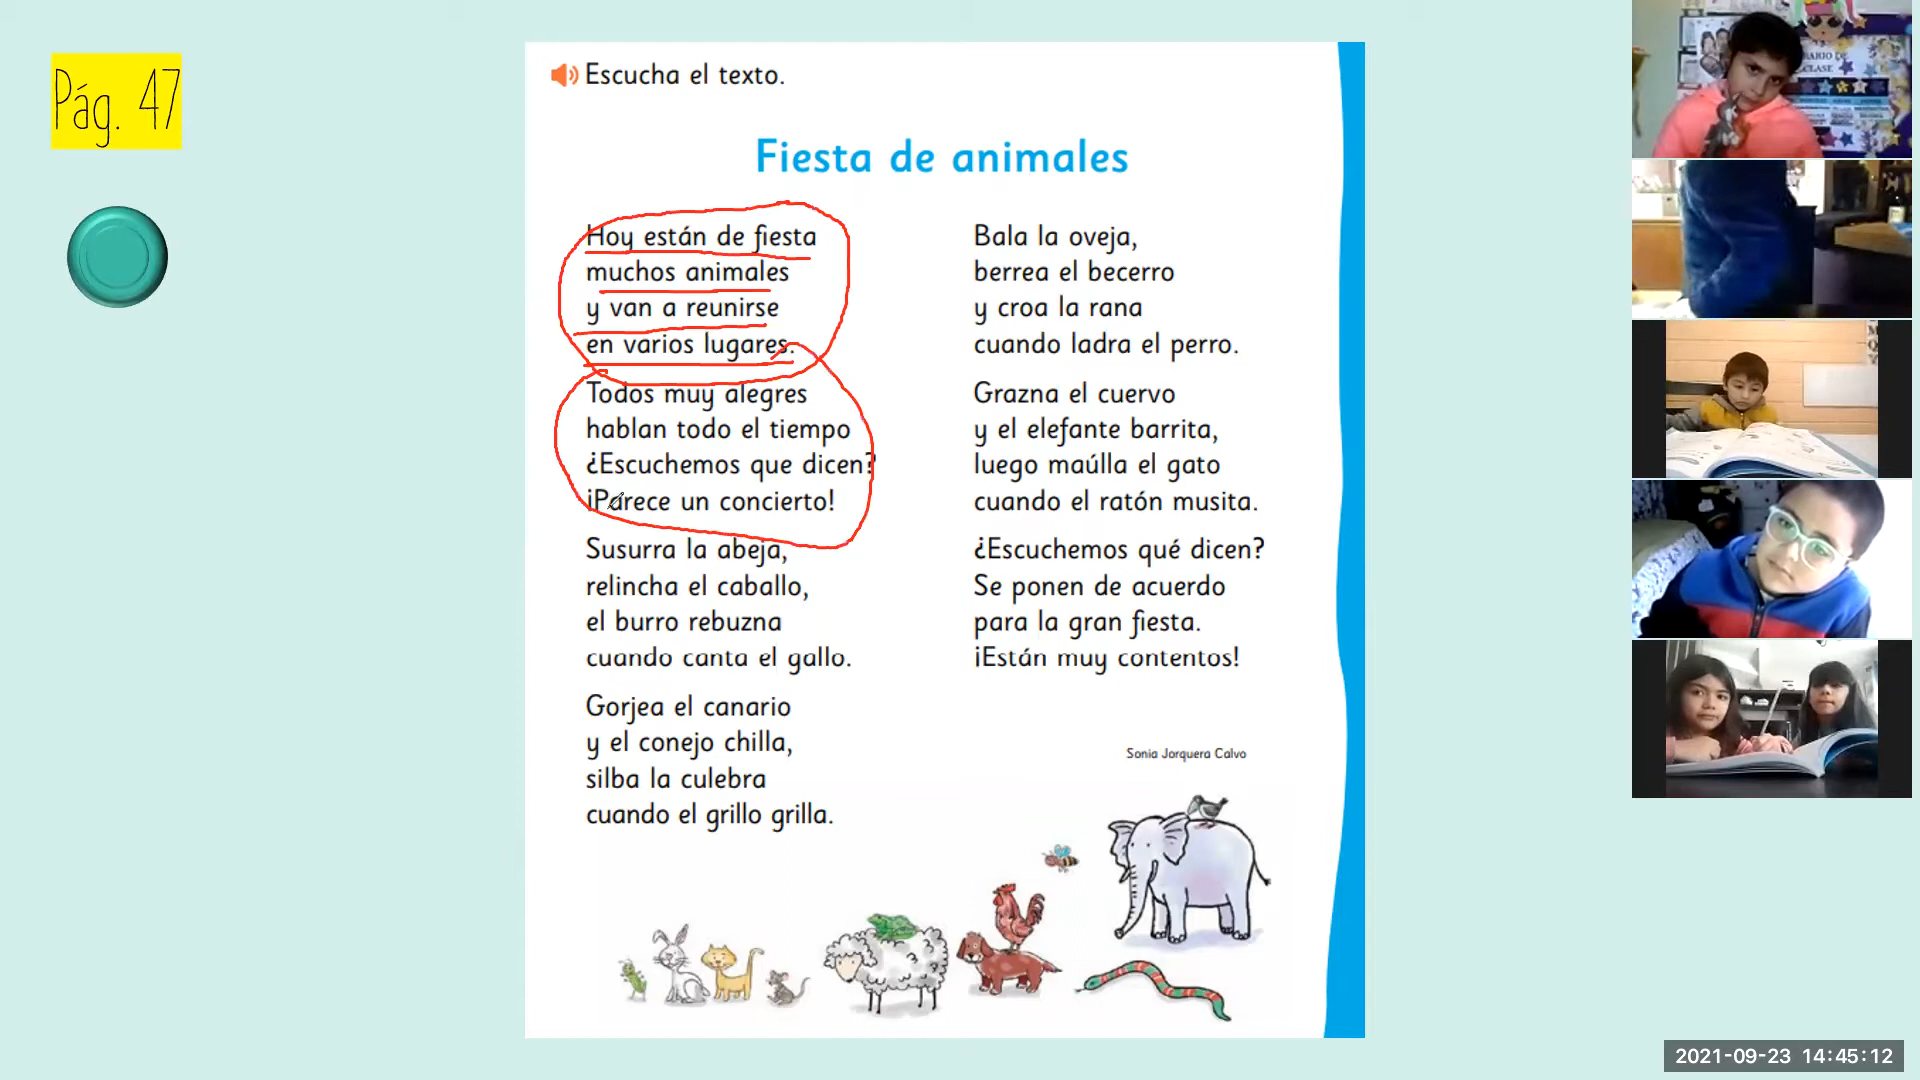 Pág. 47
Escucha el texto.
Fiesta de animales
Hoy están de fiesta
muchos animales
y van a reunirse
en varios lugares.
Todos muy alegres
hablan todo el tiempo
¿Escuchemos que dicen?
¡Parece un concierto!
Susurra la abeja,
relincha el caballo,
el burro rebuzna
cuando canta el gallo.
Gorjea el canario
y el conejo chilla,
silba la culebra
cuando el grillo grilla.
Bala la oveja,
berrea el becerro
y croa la rana
cuando ladra el perro.
Grazna el cuervo
y el elefante barrita,
luego maúlla el gato
cuando el ratón musita.
¿Escuchemos qué dicen?
Se ponen de acuerdo
para la gran fiesta.
¡Están muy contentos!
Sonia Jorquera Calvo
CLASE
2021-09-23 14:45:12